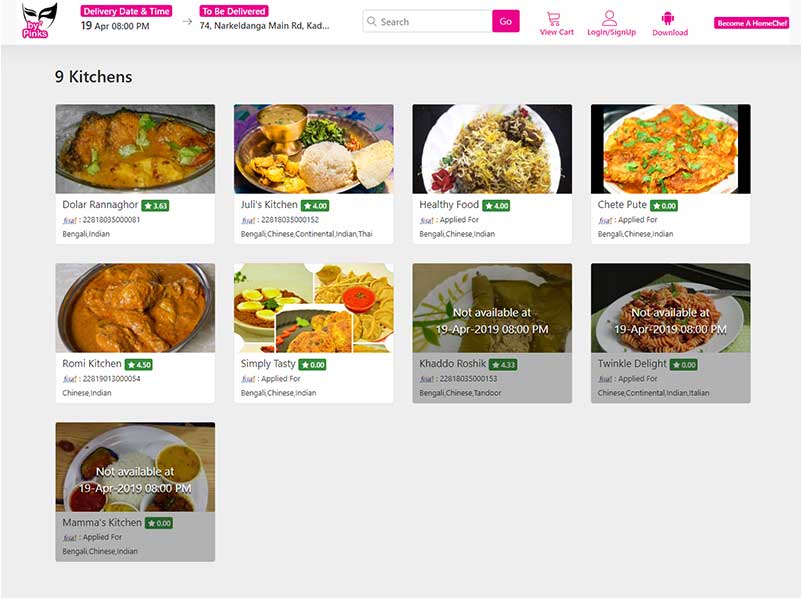 by
Pinks
Delivery Date & Time
19 Apr 08:00 PM
To Be Delivered
74, Narkeldanga Main Rd, Kad...
Search
Go
View Cart
LogIn/SignUp
Download
Become A HomeChef
9 Kitchens
Dolar Rannaghor ★ 3.63
fssai : 22818035000081
Bengali,Indian
Juli's Kitchen ★ 4.00
fssai : 22818035000152
Bengali,Chinese,Continental,Indian,Thai
Healthy Food ★ 4.00
fssai : Applied For
Bengali,Chinese,Indian
Chete Pute ★ 0.00
fssai : Applied For
Bengali,Chinese,Indian
Romi Kitchen ★ 4.50
fssai : 22819013000054
Chinese,Indian
Simply Tasty ★ 0.00
fssai : Applied For
Bengali,Chinese,Indian
Not available at
19-Apr-2019 08:00 PM
Khaddo Roshik ★ 4.33
fssai : 22818035000153
Bengali,Chinese,Tandoor
Not available at
19-Apr-2019 08:00 PM
Twinkle Delight ★ 0.00
fssai : Applied For
Chinese,Continental,Indian,Italian
Not available at
19-Apr-2019 08:00 PM
Mamma's Kitchen ★ 0.00
fssai : Applied For
Bengali,Chinese,Indian